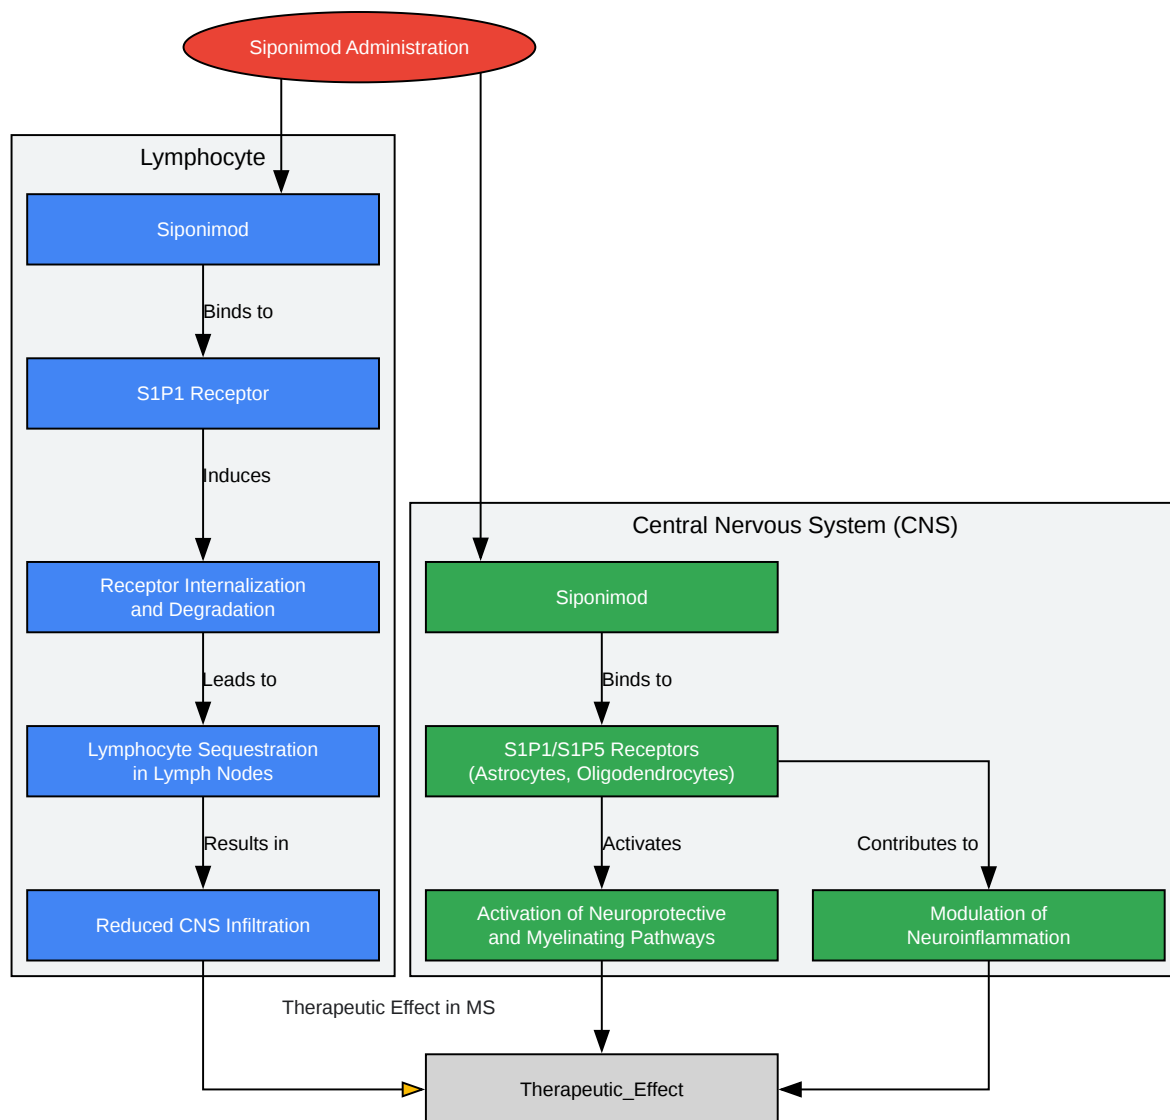 Siponimod Administration
Lymphocyte
Siponimod
Binds to
S1P1 Receptor
Induces
Receptor Internalization
and Degradation
Leads to
Lymphocyte Sequestration
in Lymph Nodes
Results in
Reduced CNS Infiltration
Central Nervous System (CNS)
Siponimod
Binds to
S1P1/S1P5 Receptors
(Astrocytes, Oligodendrocytes)
Activates
Contributes to
Activation of Neuroprotective
and Myelinating Pathways
Modulation of
Neuroinflammation
Therapeutic Effect in MS
Therapeutic_Effect